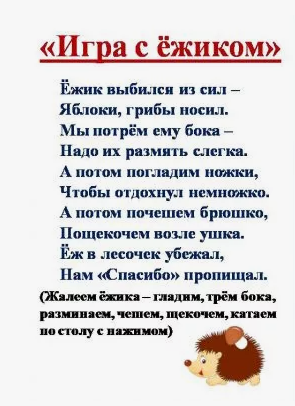 «Игра с ёжиком»
Ёжик выбился из сил –
Яблоки, грибы носил.
Мы потрём ему бока –
Надо их размять слегка.
А потом погладим ножки,
Чтобы отдохнул немножко.
А потом почешем брюшко,
Пощекочем возле ушка.
Ёж в лесочек убежал,
Нам «Спасибо» пропищал.
(Жалеем ёжика – гладим, трём бока,
разминаем, чешем, щекочем, катаем
по столу с нажимом)